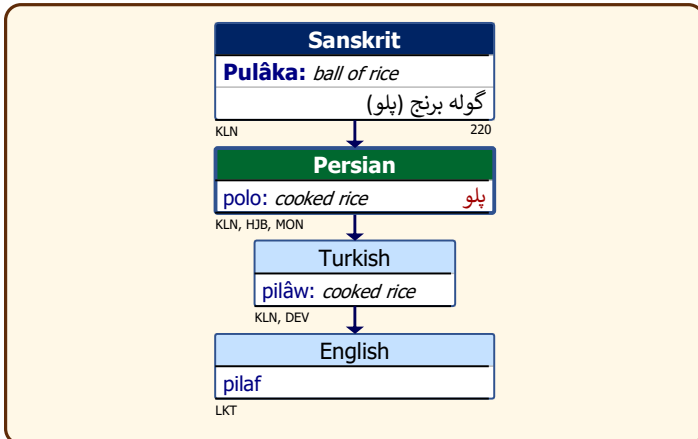 Sanskrit
Pulâka: ball of rice
گوله برنج (پلو)
KLN 220
Persian
polo: cooked rice پلو
KLN, HJB, MON
Turkish
pilâw: cooked rice
KLN, DEV
English
pilaf
LKT